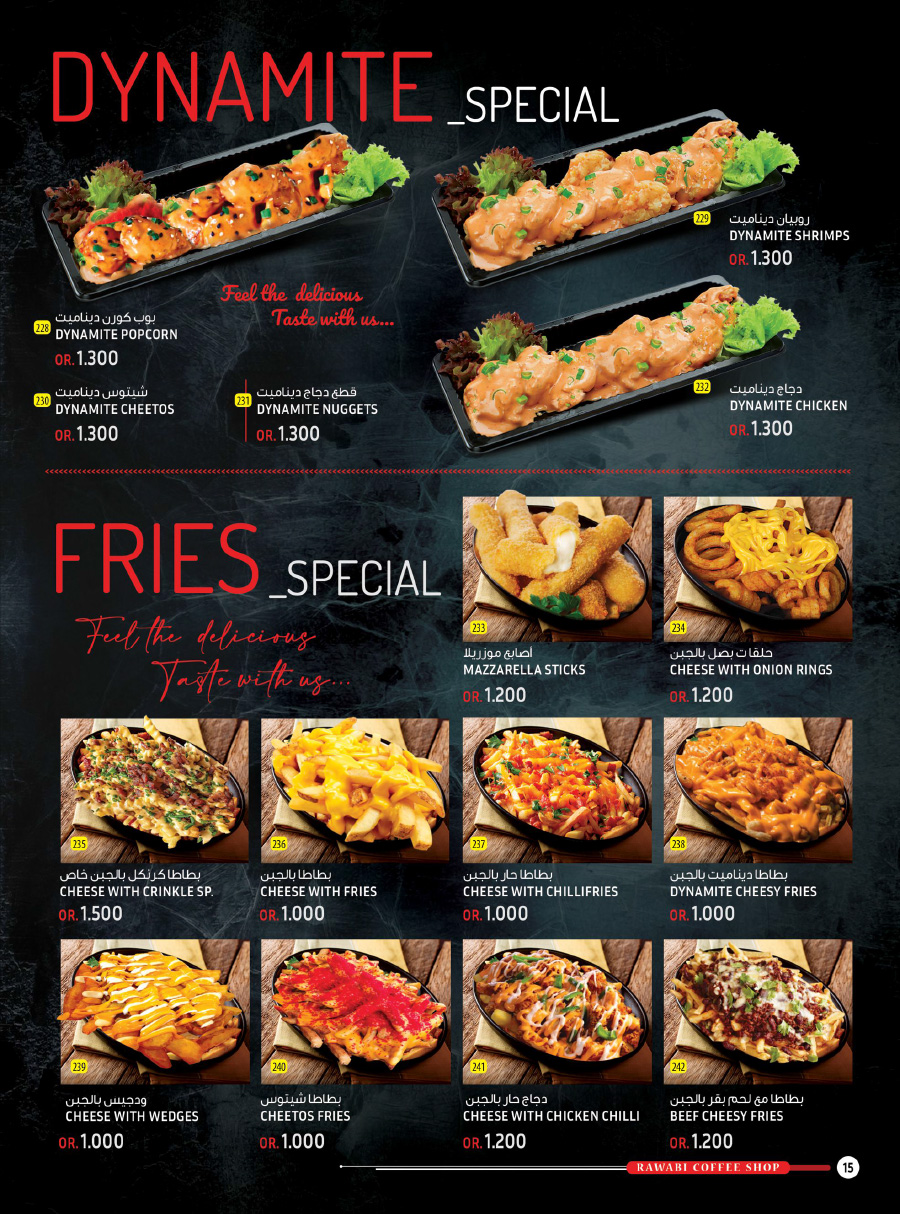 DYNAMITE _SPECIAL
229
روبيان ديناميت
DYNAMITE SHRIMPS
OR. 1.300
Feel the delicious
Taste with us...
228
بوب كورن ديناميت
DYNAMITE POPCORN
OR. 1.300
230
شيتوس ديناميت
DYNAMITE CHEETOS
OR. 1.300
231
قطع دجاج ديناميت
DYNAMITE NUGGETS
OR. 1.300
232
دجاج ديناميت
DYNAMITE CHICKEN
OR. 1.300
FRIES _SPECIAL
Feel the delicious
Taste with us...
233
اصابع موزريلا
MAZZARELLA STICKS
OR. 1.200
234
حلقات بصل بالجبن
CHEESE WITH ONION RINGS
OR. 1.200
235
بطاطا كرنكل بالجبن خاص
CHEESE WITH CRINKLE SP.
OR. 1.500
236
بطاطا بالجبن
CHEESE WITH FRIES
OR. 1.000
237
بطاطا حار بالجبن
CHEESE WITH CHILLIFRIES
OR. 1.000
238
بطاطا ديناميت بالجبن
DYNAMITE CHEESY FRIES
OR. 1.000
239
ودجيس بالجبن
CHEESE WITH WEDGES
OR. 1.000
240
بطاطا شيتوس
CHEETOS FRIES
OR. 1.000
241
دجاج حار بالجبن
CHEESE WITH CHICKEN CHILLI
OR. 1.200
242
بطاطا مع لحم بقر بالجبن
BEEF CHEESY FRIES
OR. 1.200
RAWABI COFFEE SHOP
15